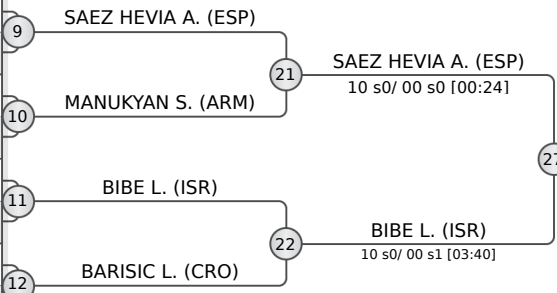 SAEZ HEVIA A. (ESP)
9
21
SAEZ HEVIA A. (ESP)
10 s0/ 00 s0 [00:24]
MANUKYAN S. (ARM)
10
27
BIBE L. (ISR)
11
22
BIBE L. (ISR)
10 s0/ 00 s1 [03:40]
BARISIC L. (CRO)
12